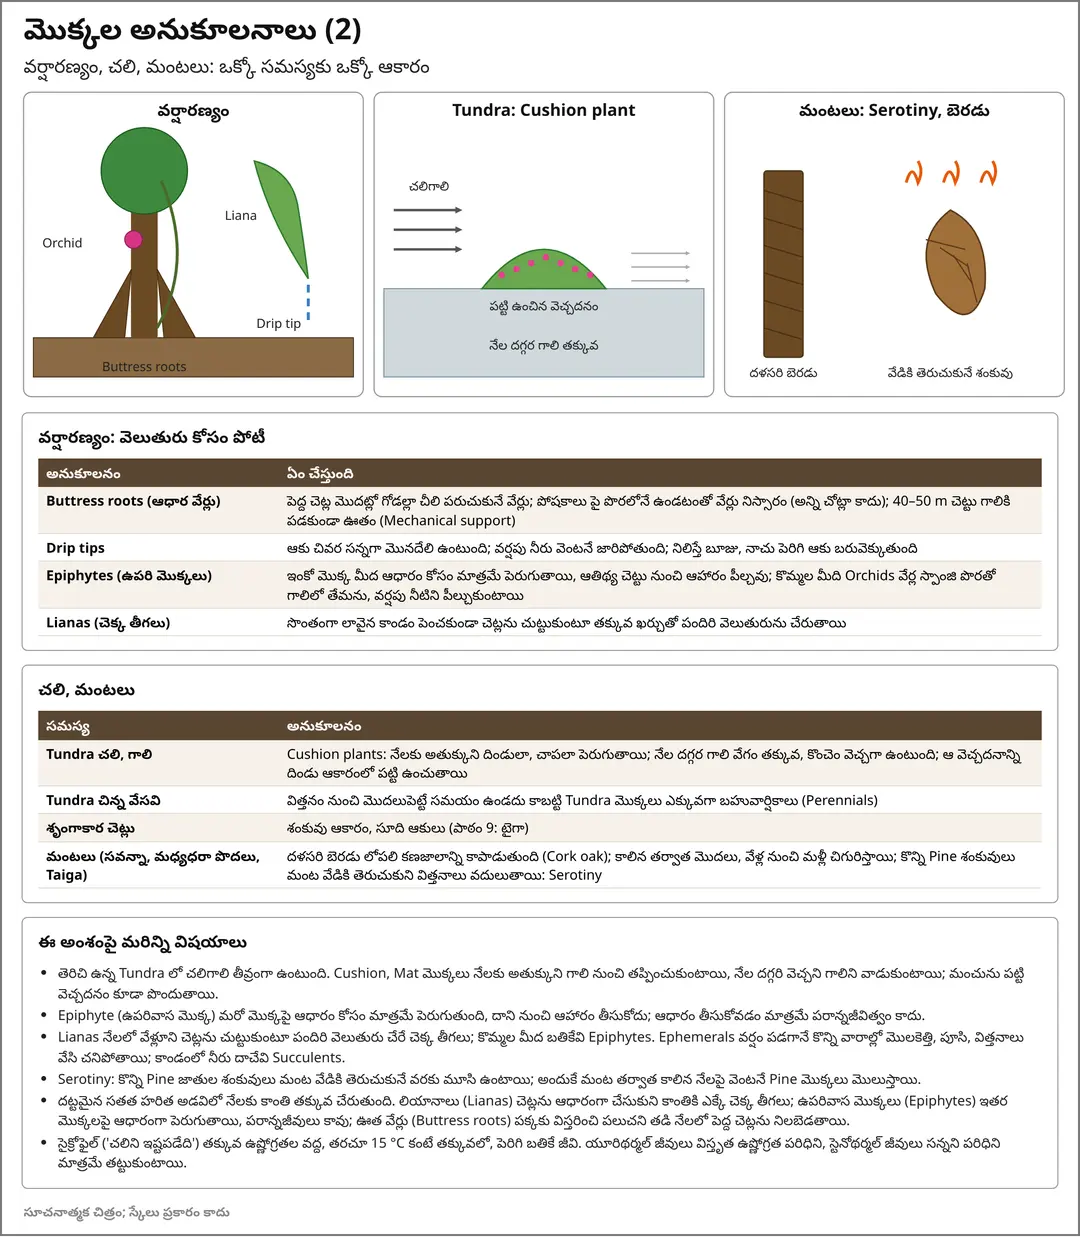 మొక్కల అనుకూలనాలు (2)
వర్షారణ్యం, చలి, మంటలు: ఒక్కో సమస్యకు ఒక్కో ఆకారం
వర్షారణ్యం
Orchid
Liana
Drip tip
Buttress roots
Tundra: Cushion plant
చలిగాలి
పట్టి ఉంచిన వెచ్చదనం
నేల దగ్గర గాలి తక్కువ
మంటలు: Serotiny, బెరడు
దళసరి బెరడు
వేడికి తెరుచుకునే శంకువు
వర్షారణ్యం: వెలుతురు కోసం పోటీ
అనుకూలనం ఏం చేస్తుంది
Buttress roots (ఆధార వేర్లు) పెద్ద చెట్ల మొదట్లో గోడల్లా చీలి పరుచుకునే వేర్లు; పోషకాలు పై పొరలోనే ఉండటంతో వేర్లు నిస్సారం (అన్ని చోట్లా కాదు); 40–50 m చెట్టు గాలికి
పడకుండా ఊతం (Mechanical support)
Drip tips ఆకు చివర సన్నగా మొనదేలి ఉంటుంది; వర్షపు నీరు వెంటనే జారిపోతుంది; నిలిస్తే బూజు, నాచు పెరిగి ఆకు బరువెక్కుతుంది
Epiphytes (ఉపరి మొక్కలు) ఇంకో మొక్క మీద ఆధారం కోసం మాత్రమే పెరుగుతాయి, ఆతిథ్య చెట్టు నుంచి ఆహారం పీల్చవు; కొమ్మల మీది Orchids వేర్ల స్పాంజి పొరతో
గాలిలో తేమను, వర్షపు నీటిని పీల్చుకుంటాయి
Lianas (చెక్క తీగలు) సొంతంగా లావైన కాండం పెంచకుండా చెట్లను చుట్టుకుంటూ తక్కువ ఖర్చుతో పందిరి వెలుతురును చేరుతాయి
చలి, మంటలు
సమస్య అనుకూలనం
Tundra చలి, గాలి Cushion plants: నేలకు అతుక్కుని దిండులా, చాపలా పెరుగుతాయి; నేల దగ్గర గాలి వేగం తక్కువ, కొంచెం వెచ్చగా ఉంటుంది; ఆ వెచ్చదనాన్ని
దిండు ఆకారంలో పట్టి ఉంచుతాయి
Tundra చిన్న వేసవి విత్తనం నుంచి మొదలుపెట్టే సమయం ఉండదు కాబట్టి Tundra మొక్కలు ఎక్కువగా బహువార్షికాలు (Perennials)
శృంగాకార చెట్లు శంకువు ఆకారం, సూది ఆకులు (పాఠం 9: టైగా)
మంటలు (సవన్నా, మధ్యధరా పొదలు, దళసరి బెరడు లోపలి కణజాలాన్ని కాపాడుతుంది (Cork oak); కాలిన తర్వాత మొదలు, వేళ్ల నుంచి మళ్లీ చిగురిస్తాయి; కొన్ని Pine శంకువులు
Taiga) మంట వేడికి తెరుచుకుని విత్తనాలు వదులుతాయి: Serotiny
ఈ అంశంపై మరిన్ని విషయాలు
• తెరిచి ఉన్న Tundra లో చలిగాలి తీవ్రంగా ఉంటుంది. Cushion, Mat మొక్కలు నేలకు అతుక్కుని గాలి నుంచి తప్పించుకుంటాయి, నేల దగ్గరి వెచ్చని గాలిని వాడుకుంటాయి; మంచును పట్టి
వెచ్చదనం కూడా పొందుతాయి.
• Epiphyte (ఉపరివాస మొక్క) మరో మొక్కపై ఆధారం కోసం మాత్రమే పెరుగుతుంది, దాని నుంచి ఆహారం తీసుకోదు; ఆధారం తీసుకోవడం మాత్రమే పరాన్నజీవిత్వం కాదు.
• Lianas నేలలో వేళ్లూని చెట్లను చుట్టుకుంటూ పందిరి వెలుతురు చేరే చెక్క తీగలు; కొమ్మల మీద బతికేవి Epiphytes. Ephemerals వర్షం పడగానే కొన్ని వారాల్లో మొలకెత్తి, పూసి, విత్తనాలు
వేసి చనిపోతాయి; కాండంలో నీరు దాచేవి Succulents.
• Serotiny: కొన్ని Pine జాతుల శంకువులు మంట వేడికి తెరుచుకునే వరకు మూసి ఉంటాయి; అందుకే మంట తర్వాత కాలిన నేలపై వెంటనే Pine మొక్కలు మొలుస్తాయి.
• దట్టమైన సతత హరిత అడవిలో నేలకు కాంతి తక్కువ చేరుతుంది. లియానాలు (Lianas) చెట్లను ఆధారంగా చేసుకుని కాంతికి ఎక్కే చెక్క తీగలు; ఉపరివాస మొక్కలు (Epiphytes) ఇతర
మొక్కలపై ఆధారంగా పెరుగుతాయి, పరాన్నజీవులు కావు; ఊత వేర్లు (Buttress roots) పక్కకు విస్తరించి పలుచని తడి నేలలో పెద్ద చెట్లను నిలబెడతాయి.
• సైక్రోఫైల్ ('చలిని ఇష్టపడేది') తక్కువ ఉష్ణోగ్రతల వద్ద, తరచూ 15 °C కంటే తక్కువలో, పెరిగి బతికే జీవి. యూరిథర్మల్ జీవులు విస్తృత ఉష్ణోగ్రత పరిధిని, స్టెనోథర్మల్ జీవులు సన్నని పరిధిని
మాత్రమే తట్టుకుంటాయి.
సూచనాత్మక చిత్రం; స్కేలు ప్రకారం కాదు